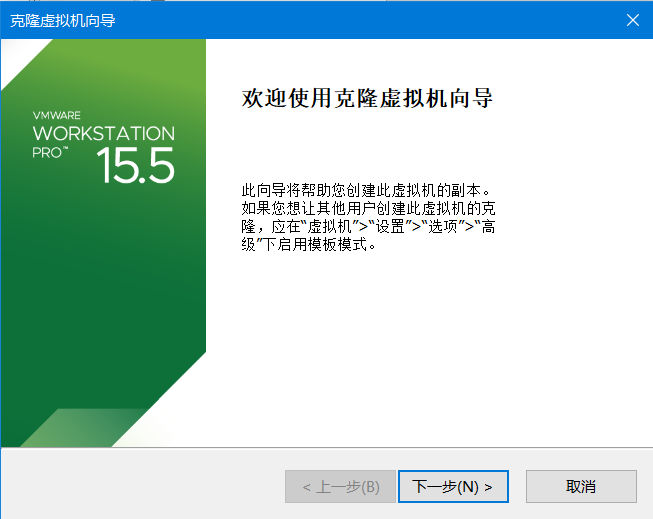 克隆虚拟机向导
VMWARE
WORKSTATION
PRO™ 15.5
欢迎使用克隆虚拟机向导
此向导将帮助您创建此虚拟机的副本。
如果您想让其他用户创建此虚拟机的克
隆，应在“虚拟机”>“设置”>“选项”>“高
级”下启用模板模式。
< 上一步(B)
下一步(N) >
取消